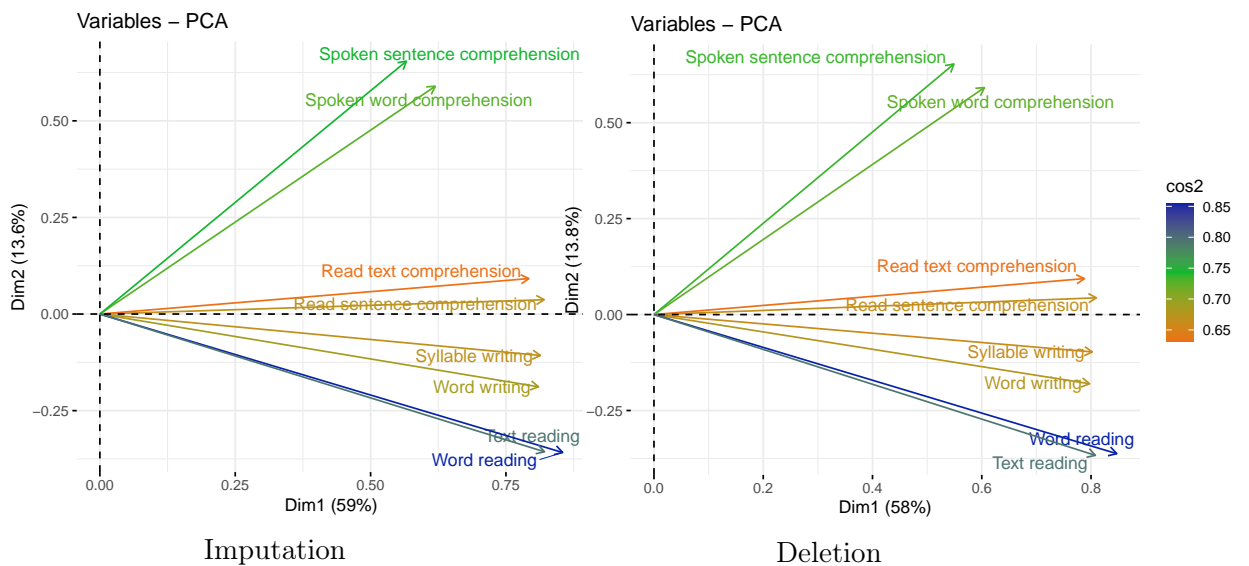 Variables − PCA
Spoken sentence comprehension
Spoken word comprehension
Read text comprehension
Read sentence comprehension
Syllable writing
Word writing
Text reading
Word reading
0.50
0.25
0.00
−0.25
0.00
0.25
0.50
0.75
Dim1 (59%)
Dim2 (13.6%)
Imputation
Variables − PCA
Spoken sentence comprehension
Spoken word comprehension
Read text comprehension
Read sentence comprehension
Syllable writing
Word writing
Word reading
Text reading
0.50
0.25
0.00
−0.25
0.0
0.2
0.4
0.6
0.8
Dim1 (58%)
Dim2 (13.8%)
Deletion
cos2
0.85
0.80
0.75
0.70
0.65